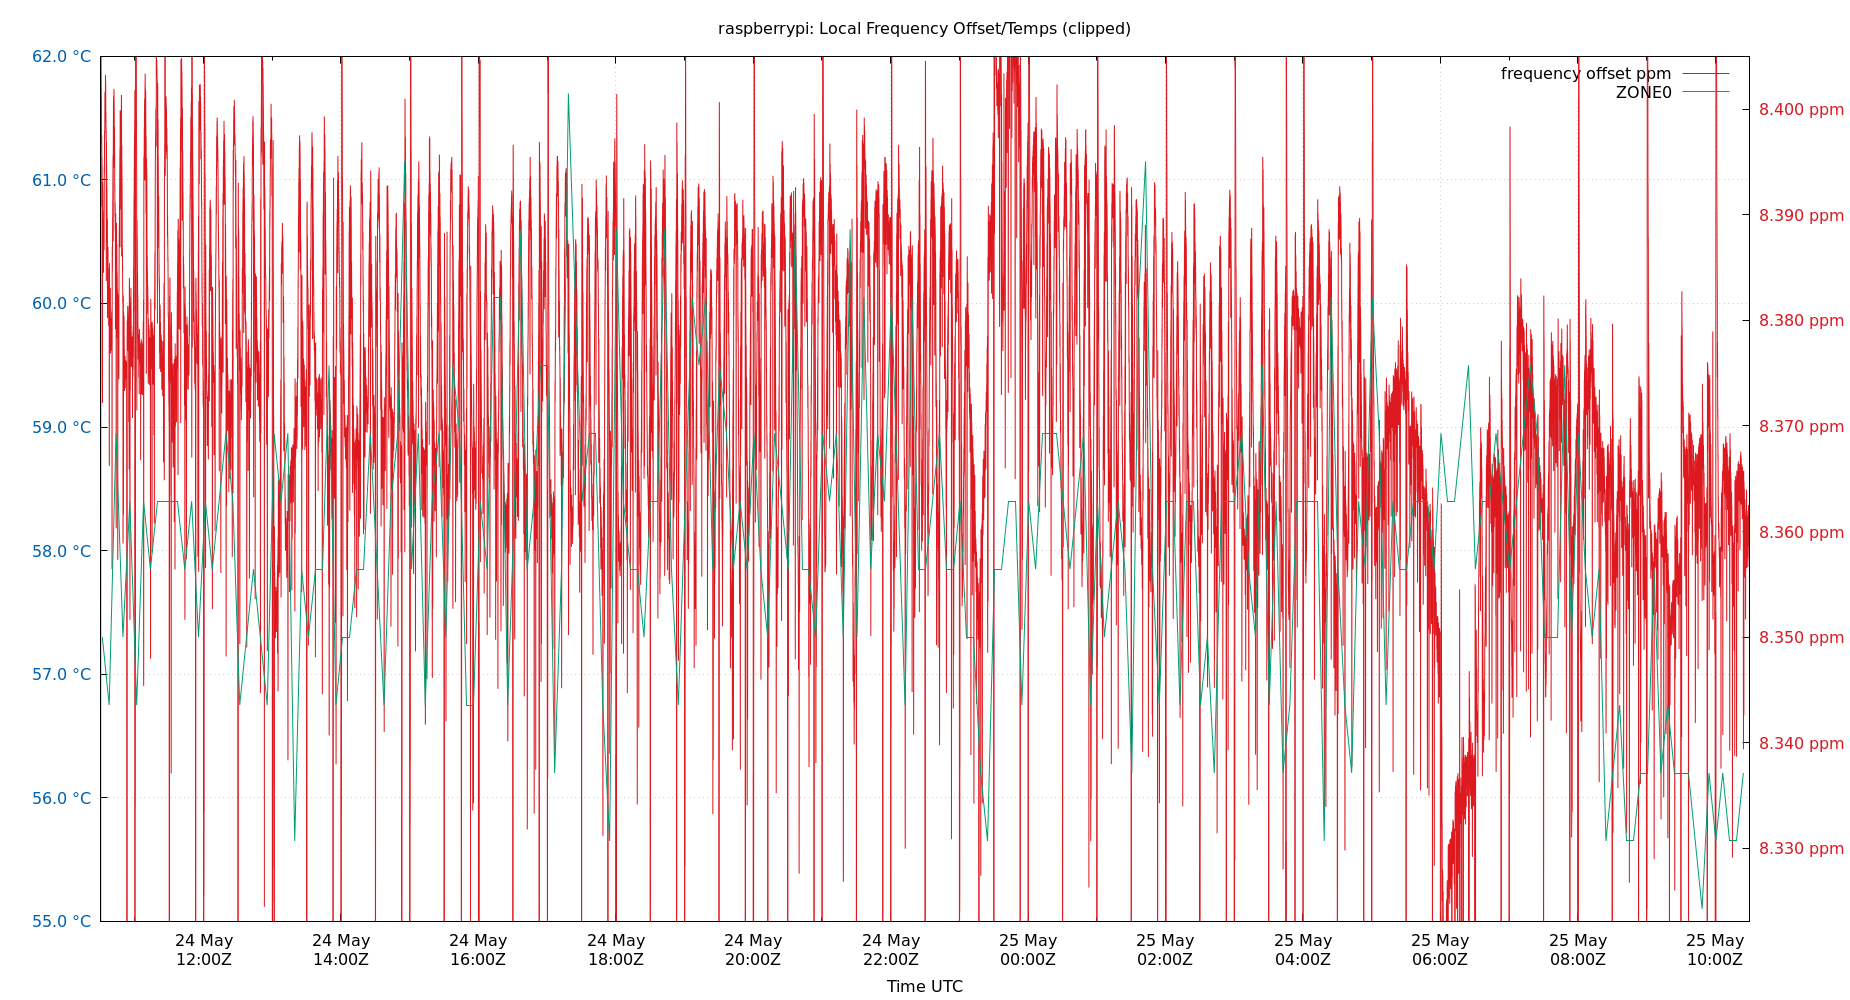 raspberrypi: Local Frequency Offset/Temps (clipped)
frequency offset ppm
ZONE0
62.0 °C
61.0 °C
60.0 °C
59.0 °C
58.0 °C
57.0 °C
56.0 °C
55.0 °C
8.400 ppm
8.390 ppm
8.380 ppm
8.370 ppm
8.360 ppm
8.350 ppm
8.340 ppm
8.330 ppm
24 May
12:00Z
24 May
14:00Z
24 May
16:00Z
24 May
18:00Z
24 May
20:00Z
24 May
22:00Z
25 May
00:00Z
25 May
02:00Z
25 May
04:00Z
25 May
06:00Z
25 May
08:00Z
25 May
10:00Z
Time UTC